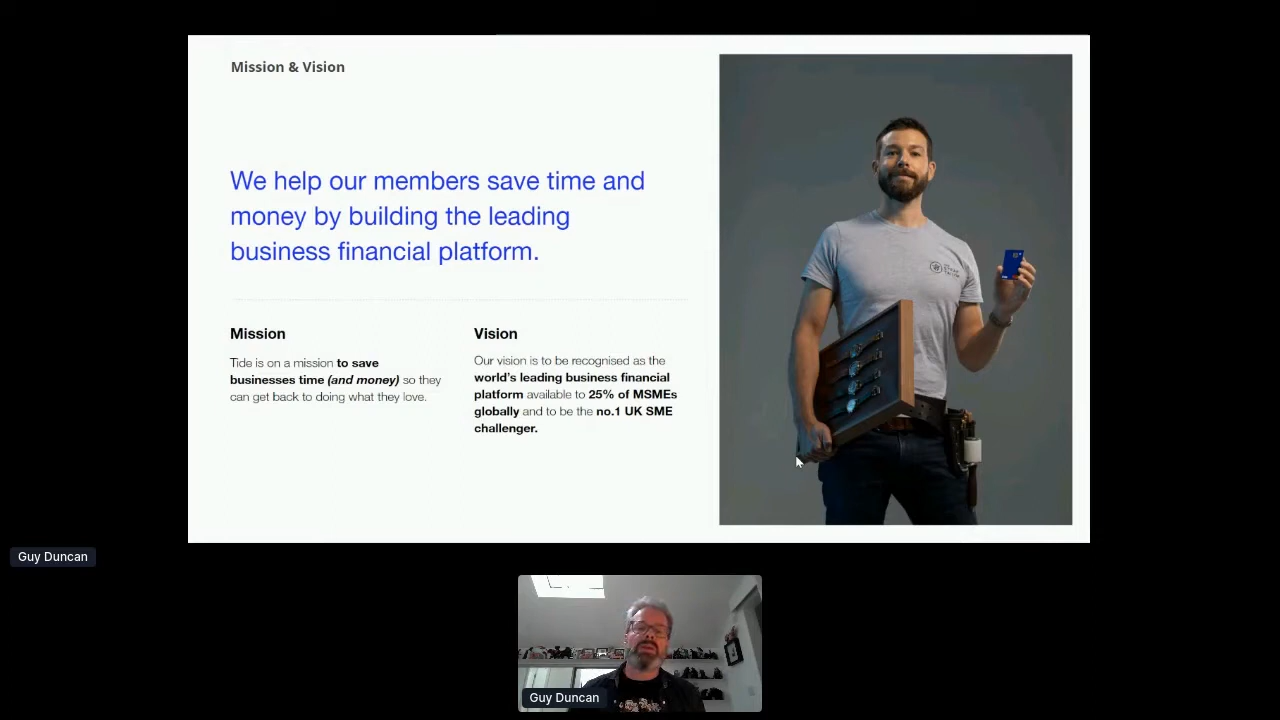 Mission & Vision
We help our members save time and
money by building the leading
business financial platform.
Mission
Tide is on a mission to save
businesses time (and money) so they
can get back to doing what they love.
Vision
Our vision is to be recognised as the
world's leading business financial
platform available to 25% of MSMEs
globally and to be the no.1 UK SME
challenger.
Guy Duncan
Guy Duncan